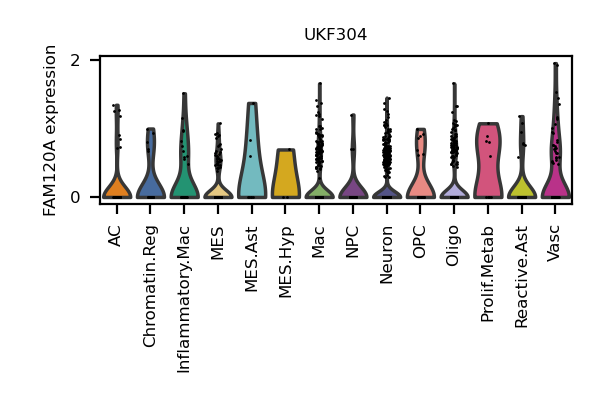 UKF304
FAM120A expression
2
0
AC
Chromatin.Reg
Inflammatory.Mac
MES
MES.Ast
MES.Hyp
Mac
NPC
Neuron
OPC
Oligo
Prolif.Metab
Reactive.Ast
Vasc